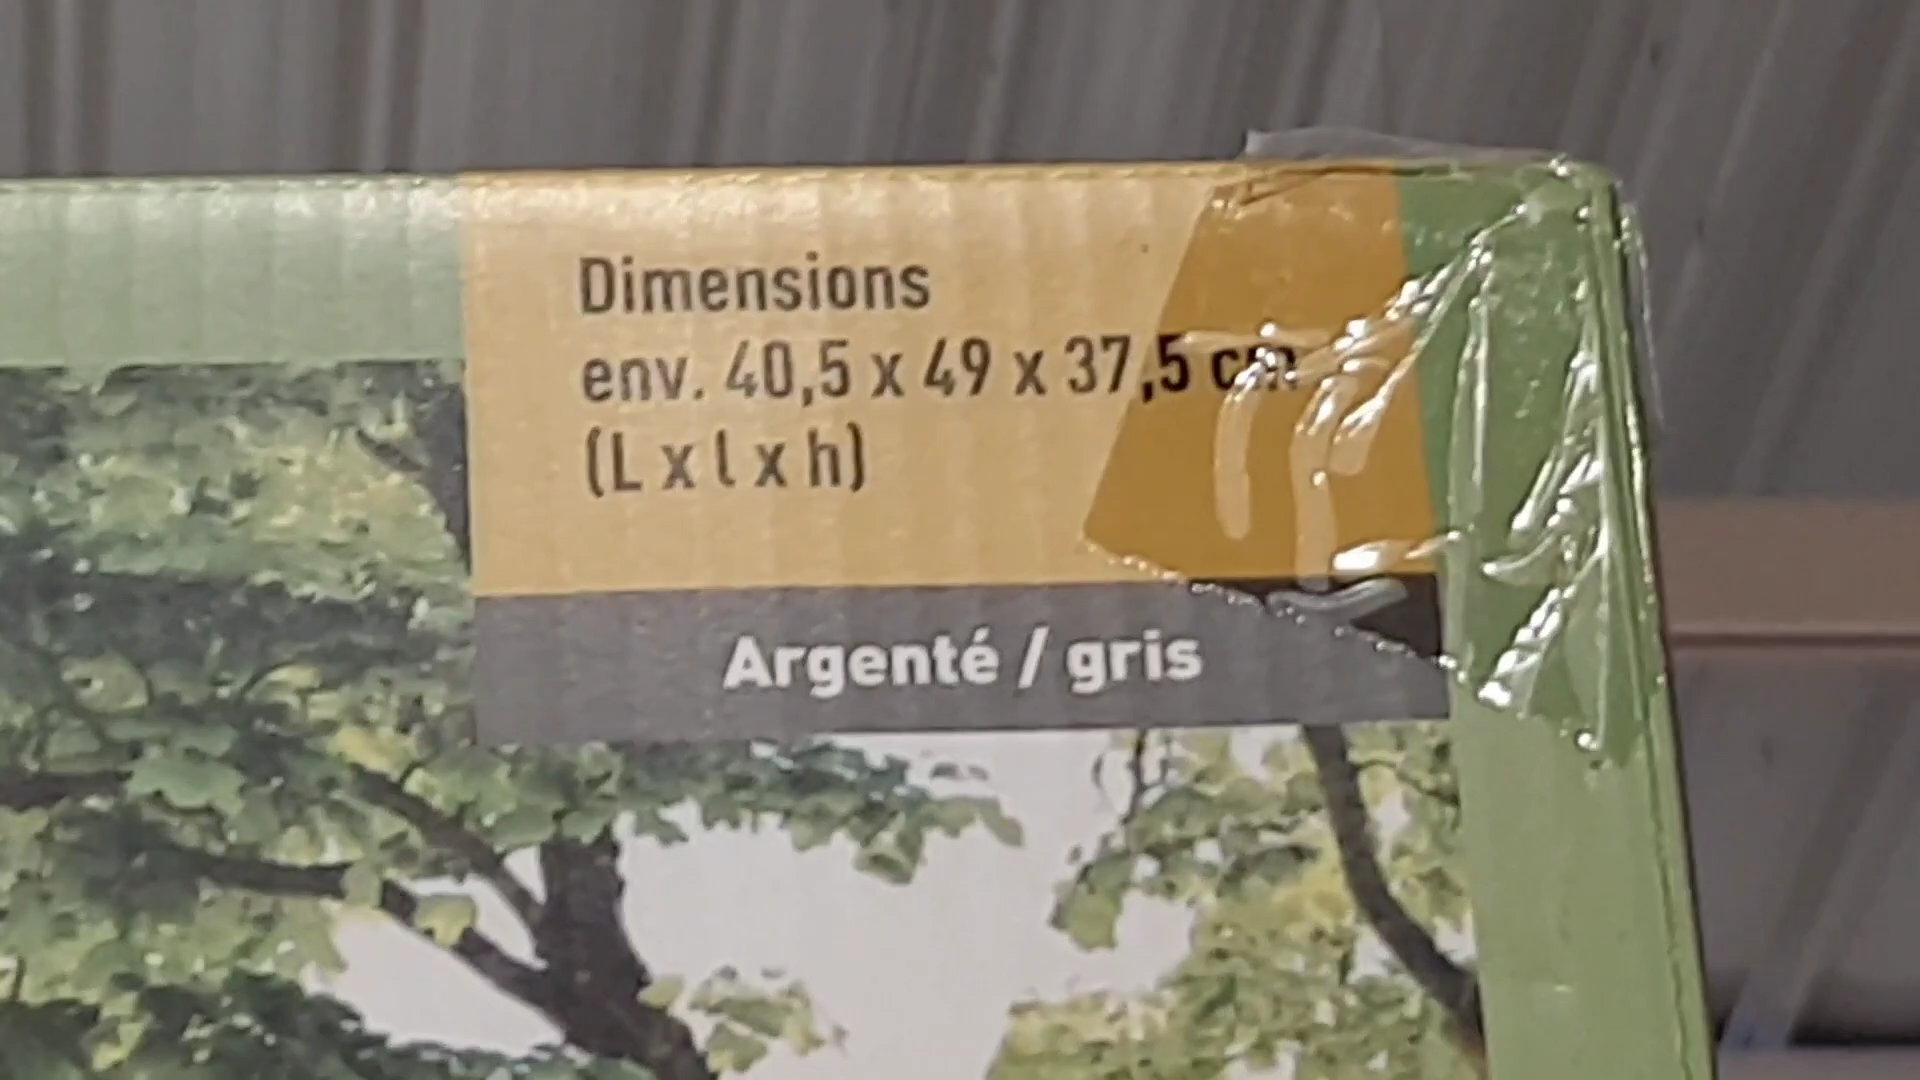 Dimensions
env. 40,5 x 49 x 37,5 cm
(L x l x h)
Argenté / gris